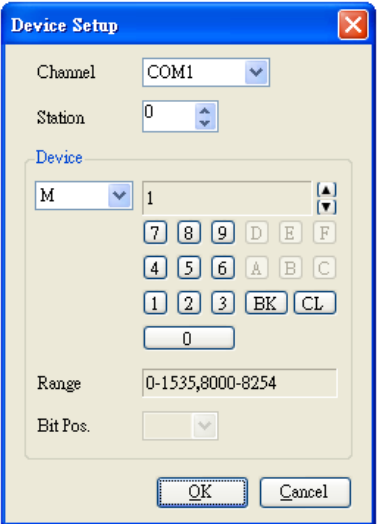 Device Setup
Channel COM1
Station 0
Device
M 1
7 8 9 D E F
4 5 6 A B C
1 2 3 BK CL
0
Range 0-1535,8000-8254
Bit Pos.
OK Cancel